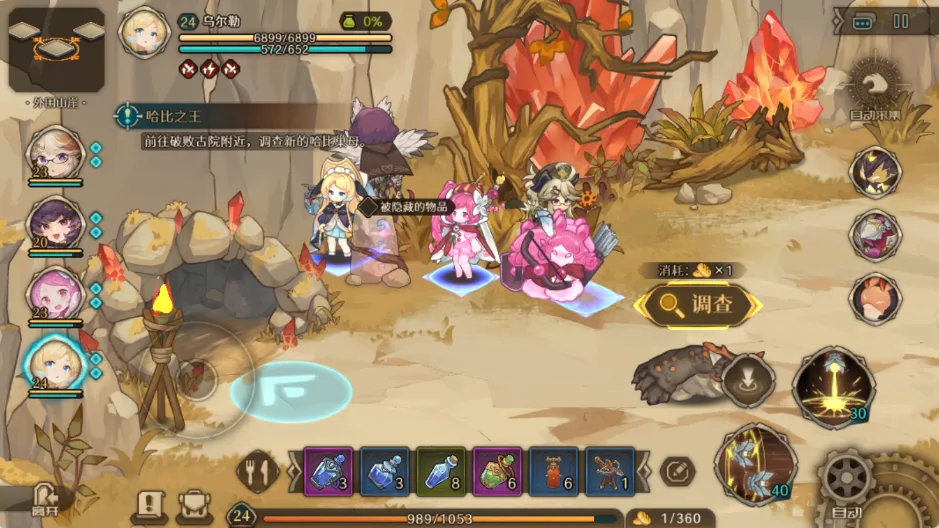 24 乌尔勒
0%
6899/6899
572/652
·外围山崖·
哈比之王
前往破败古院附近，调查新的哈比巢母。
自动采集
23
被隐藏的物品
20
消耗: ×1
调查
23
24
30
40
3
3
8
6
6
1
离开
自动
24
989/1053
1/360